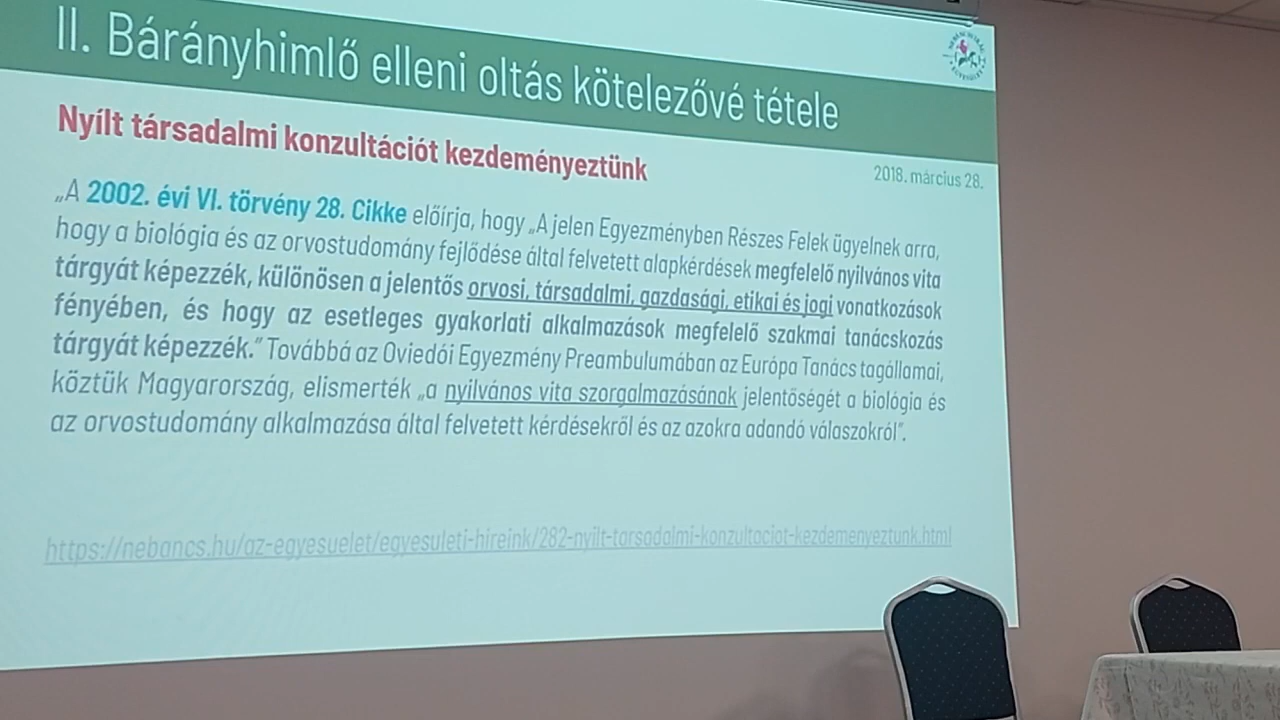 II. Bárányhimlő elleni oltás kötelezővé tétele
Nyílt társadalmi konzultációt kezdeményeztünk
2018. március 28.
„A 2002. évi VI. törvény 28. Cikke előírja, hogy „A jelen Egyezményben Részes Felek ügyelnek arra,
hogy a biológia és az orvostudomány fejlődése által felvetett alapkérdések megfelelő nyilvános vita
tárgyát képezzék, különösen a jelentős orvosi, társadalmi, gazdasági, etikai és jogi vonatkozások
fényében, és hogy az esetleges gyakorlati alkalmazások megfelelő szakmai tanácskozás
tárgyát képezzék.” Továbbá az Oviedói Egyezmény Preambulumában az Európa Tanács tagállamai,
köztük Magyarország, elismerték „a nyilvános vita szorgalmazásának jelentőségét a biológia és
az orvostudomány alkalmazása által felvetett kérdésekről és az azokra adandó válaszokról”.
https://nebancs.hu/az-egyesuelet/egyesuleti-hireink/282-nyilt-tarsadalmi-konzultaciot-kezdemenyeztunk.html